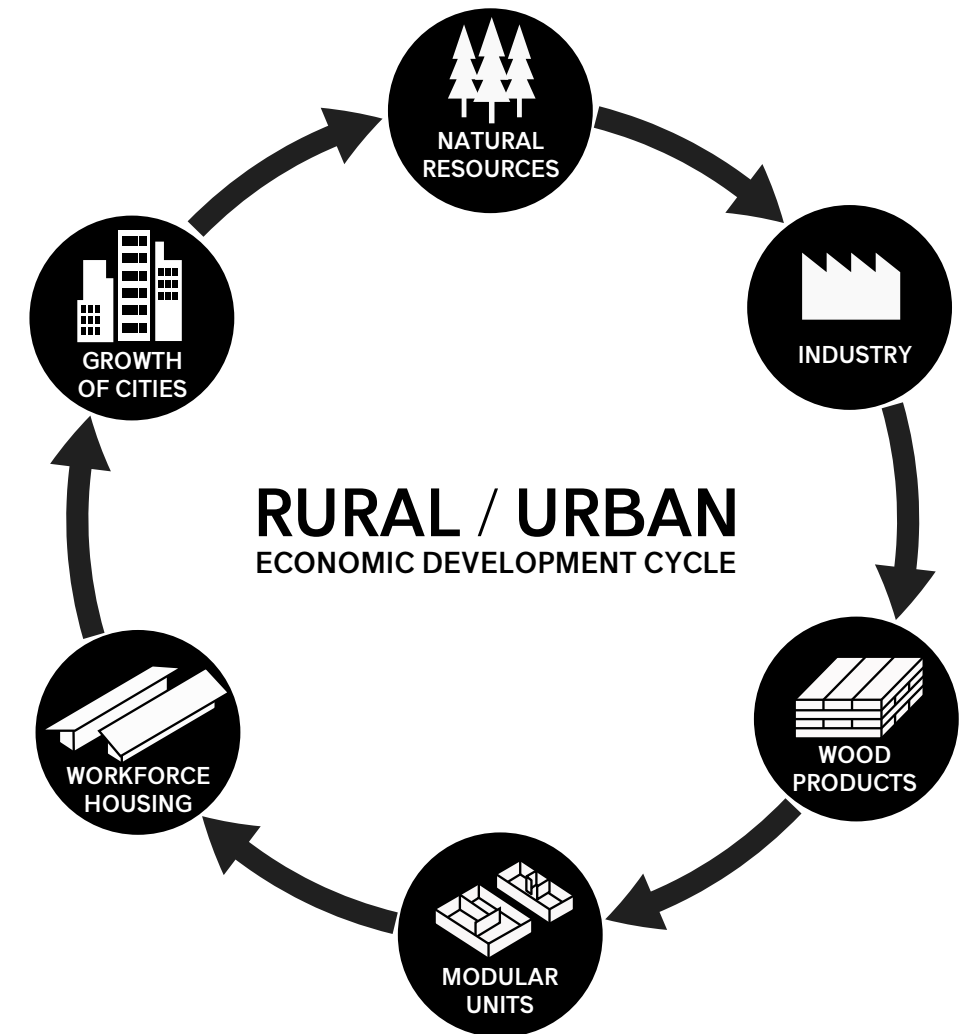 NATURAL
RESOURCES
INDUSTRY
WOOD
PRODUCTS
MODULAR
UNITS
WORKFORCE
HOUSING
GROWTH
OF CITIES
RURAL / URBAN
ECONOMIC DEVELOPMENT CYCLE